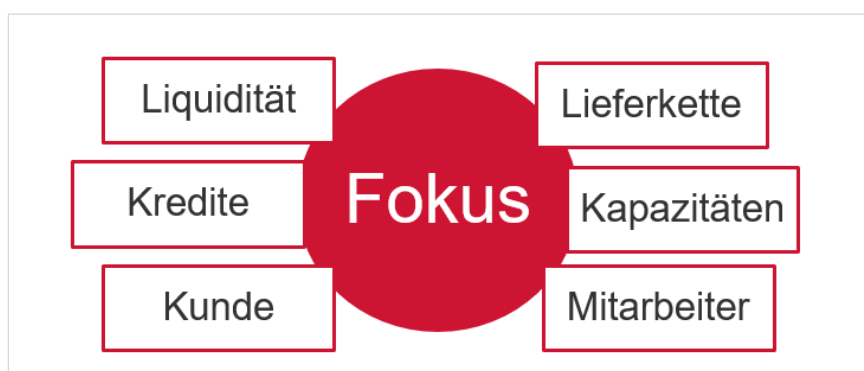 Liquidität
Kredite
Kunde
Fokus
Lieferkette
Kapazitäten
Mitarbeiter